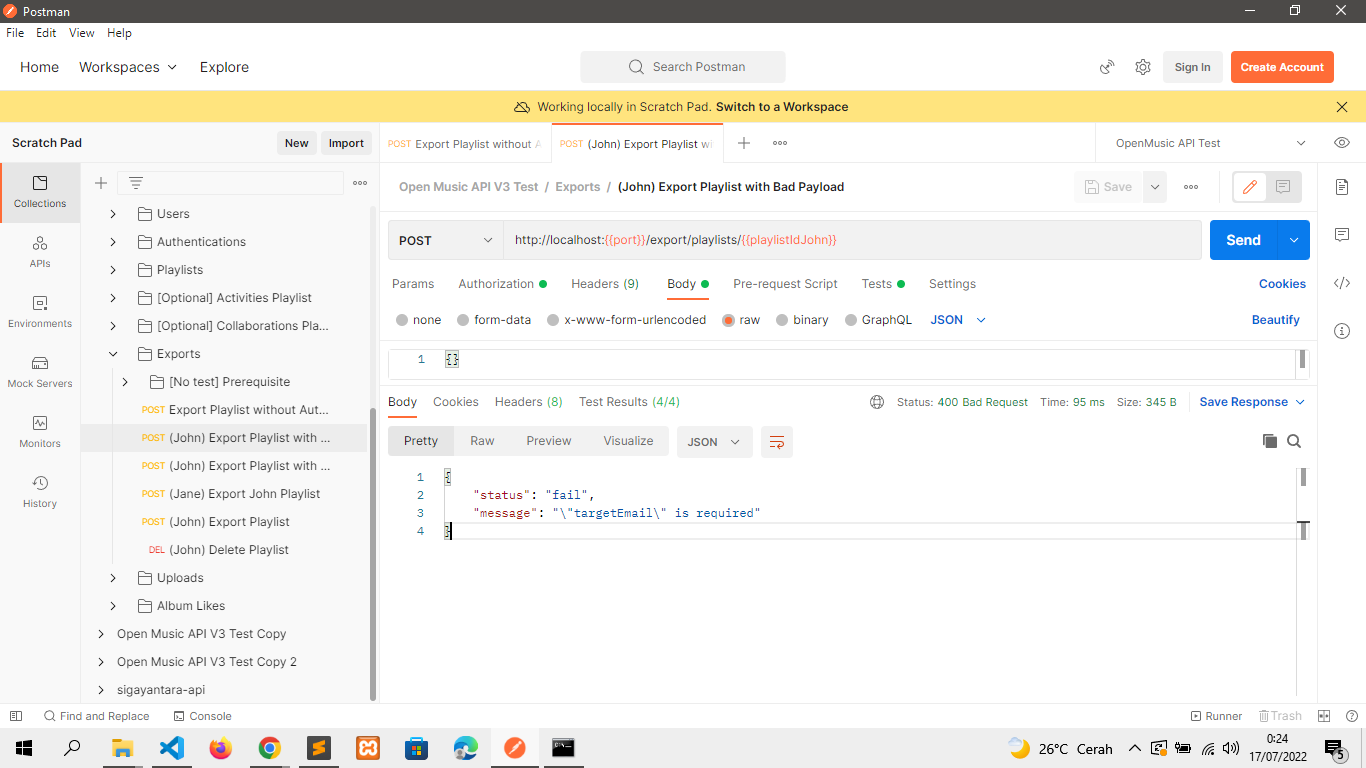 Postman
File Edit View Help
Home Workspaces Explore
Search Postman
Sign In
Create Account
Working locally in Scratch Pad. Switch to a Workspace
Scratch Pad
New
Import
POST Export Playlist without A
POST (John) Export Playlist wi
OpenMusic API Test
Collections
APIs
Environments
Mock Servers
Monitors
History
Users
Authentications
Playlists
[Optional] Activities Playlist
[Optional] Collaborations Pla...
Exports
[No test] Prerequisite
POST Export Playlist without Aut...
POST (John) Export Playlist with ...
POST (John) Export Playlist with ...
POST (Jane) Export John Playlist
POST (John) Export Playlist
DEL (John) Delete Playlist
Uploads
Album Likes
Open Music API V3 Test Copy
Open Music API V3 Test Copy 2
sigayantara-api
Open Music API V3 Test / Exports / (John) Export Playlist with Bad Payload
Save
POST
http://localhost:{{port}}/export/playlists/{{playlistIdJohn}}
Send
Params Authorization Headers (9) Body Pre-request Script Tests Settings Cookies
none form-data x-www-form-urlencoded raw binary GraphQL JSON Beautify
1 {}
Body Cookies Headers (8) Test Results (4/4) Status: 400 Bad Request Time: 95 ms Size: 345 B Save Response
Pretty Raw Preview Visualize JSON
1 {
2 "status": "fail",
3 "message": "\"targetEmail\" is required"
4 }
Find and Replace Console Runner Trash
26°C Cerah
0:24
17/07/2022
5